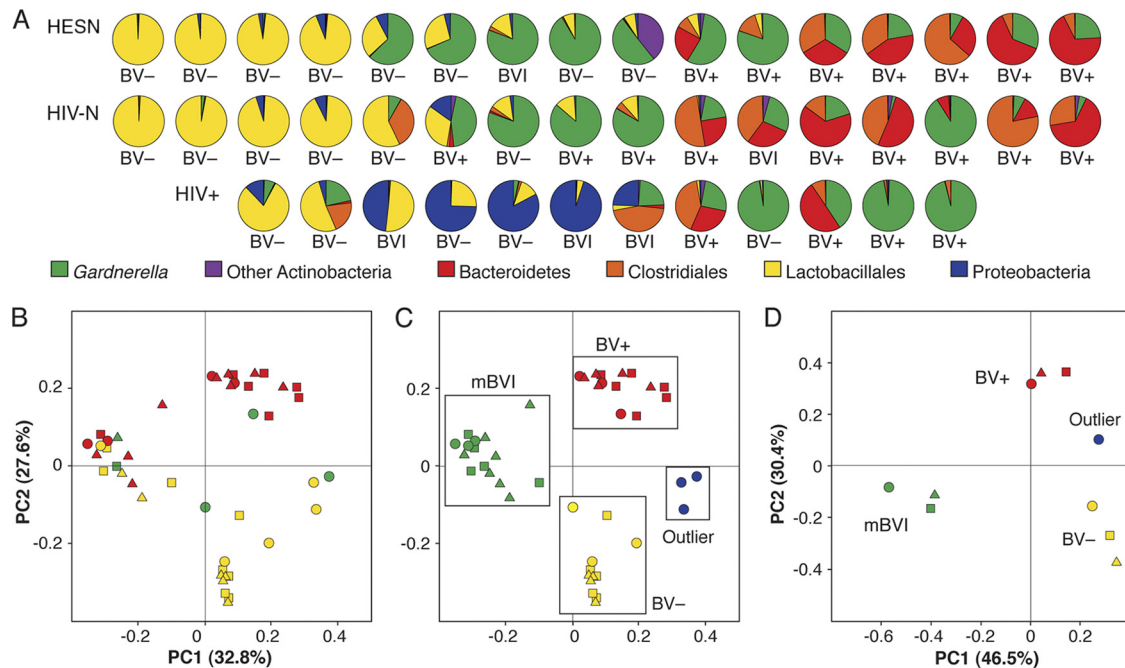 A
HESN
BV– BV– BV– BV– BV– BV– BVI BV– BV– BV+ BV+ BV+ BV+ BV+ BV+ BV+
HIV-N
BV– BV– BV– BV– BV– BV+ BV– BV+ BV+ BV+ BVI BV+ BV+ BV+ BV+ BV+
HIV+
BV– BV– BVI BV– BV– BVI BVI BV+ BV– BV+ BV+ BV+
Gardnerella Other Actinobacteria Bacteroidetes Clostridiales Lactobacillales Proteobacteria
B
PC2 (27.6%)
0.2
0
-0.2
-0.2 0 0.2 0.4
PC1 (32.8%)
C
0.2
0
-0.2
mBVI
BV+
Outlier
BV–
-0.2 0 0.2 0.4
D
PC2 (30.4%)
0.4
0.2
0
-0.2
-0.4
BV+
Outlier
mBVI
BV–
-0.6 -0.4 -0.2 0 0.2
PC1 (46.5%)